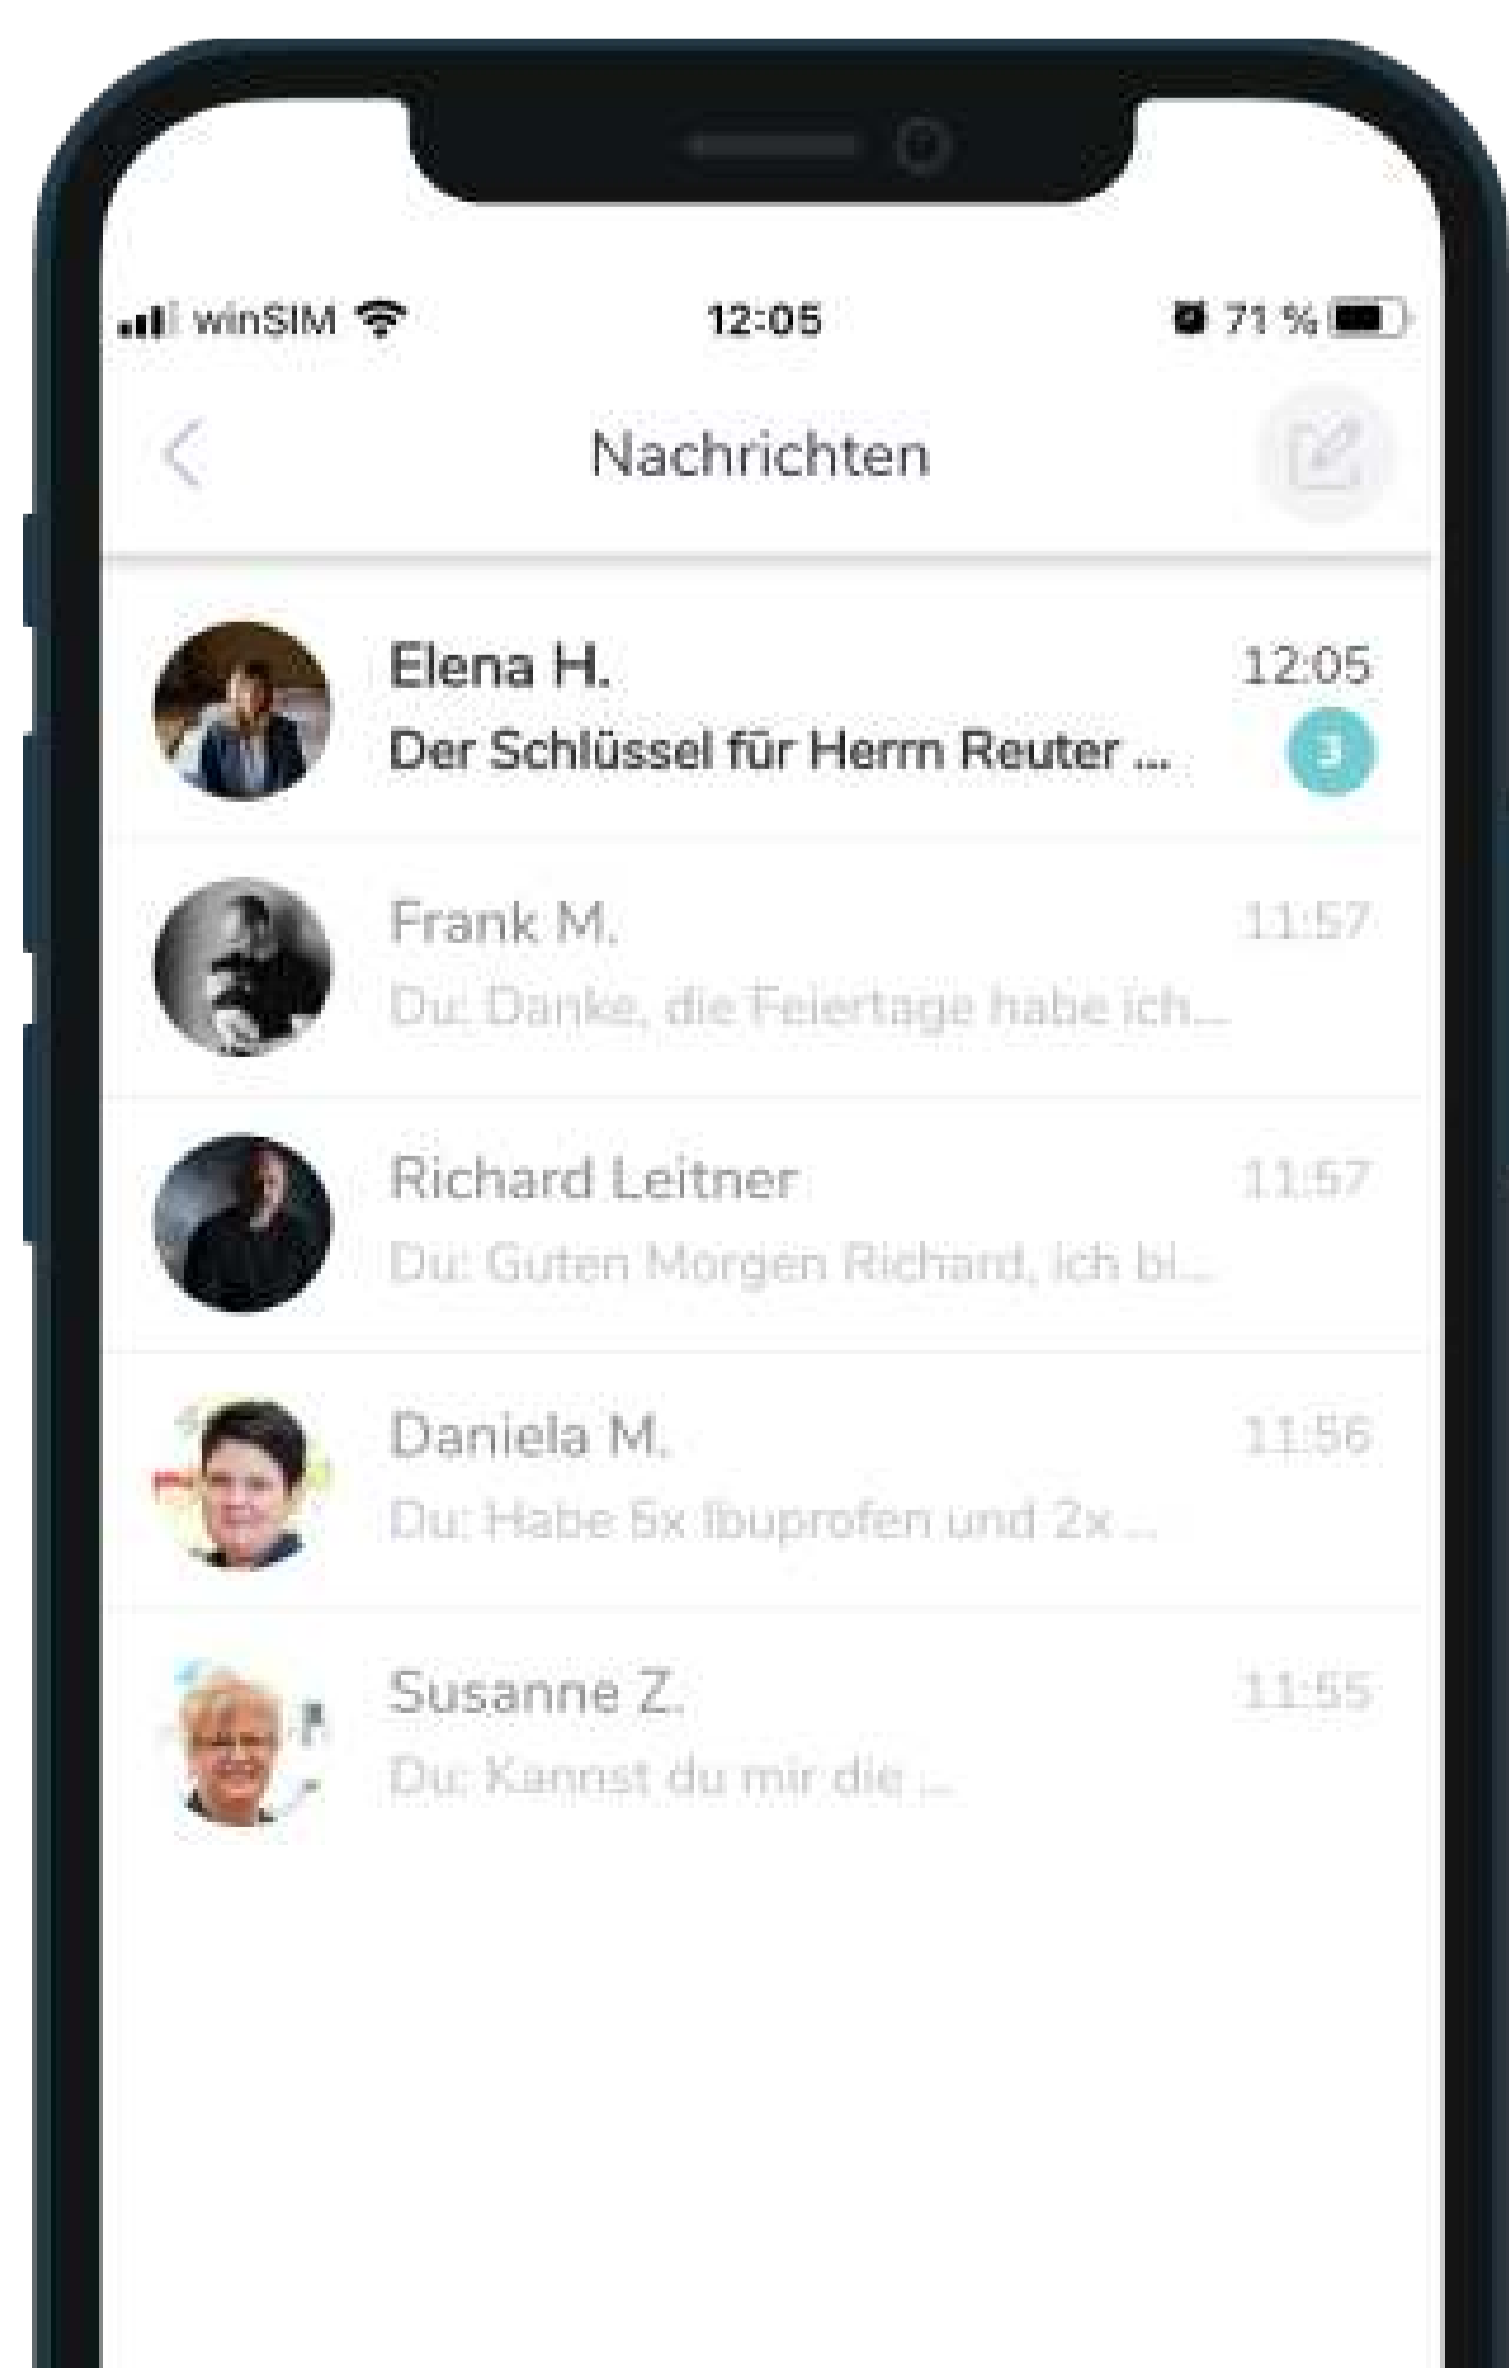 winSIM 12:05 71 %
Nachrichten
Elena H. 12:05
Der Schlüssel für Herrn Reuter ... 3
Frank M. 11:57
Du: Danke, die Feiertage habe ich...
Richard Leitner 11:57
Du: Guten Morgen Richard, ich bi...
Daniela M. 11:56
Du: Habe 5x Ibuprofen und 2x ...
Susanne Z. 11:55
Du: Kannst du mir die ...